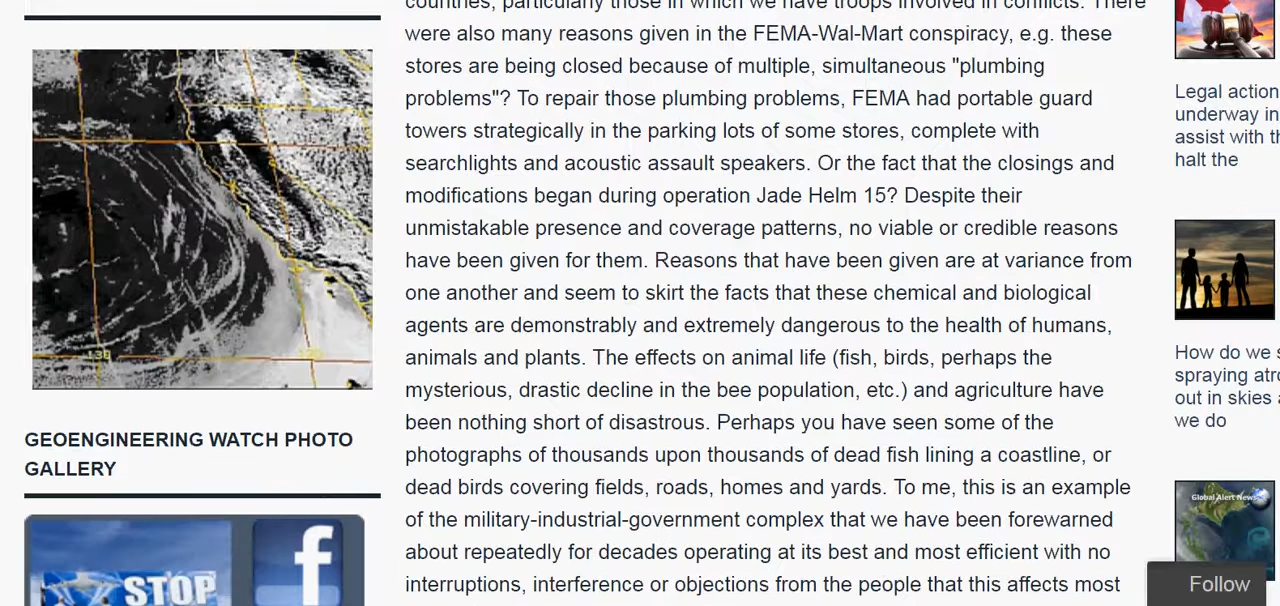 countries, particularly those in which we have troops involved in conflicts. There
were also many reasons given in the FEMA-Wal-Mart conspiracy, e.g. these
stores are being closed because of multiple, simultaneous "plumbing
problems"? To repair those plumbing problems, FEMA had portable guard
towers strategically in the parking lots of some stores, complete with
searchlights and acoustic assault speakers. Or the fact that the closings and
modifications began during operation Jade Helm 15? Despite their
unmistakable presence and coverage patterns, no viable or credible reasons
have been given for them. Reasons that have been given are at variance from
one another and seem to skirt the facts that these chemical and biological
agents are demonstrably and extremely dangerous to the health of humans,
animals and plants. The effects on animal life (fish, birds, perhaps the
mysterious, drastic decline in the bee population, etc.) and agriculture have
been nothing short of disastrous. Perhaps you have seen some of the
photographs of thousands upon thousands of dead fish lining a coastline, or
dead birds covering fields, roads, homes and yards. To me, this is an example
of the military-industrial-government complex that we have been forewarned
about repeatedly for decades operating at its best and most efficient with no
interruptions, interference or objections from the people that this affects most
130
GEOENGINEERING WATCH PHOTO
GALLERY
STOP
f
Legal action
underway in
assist with th
halt the
How do we s
spraying atro
out in skies a
we do
Global Alert News
Follow